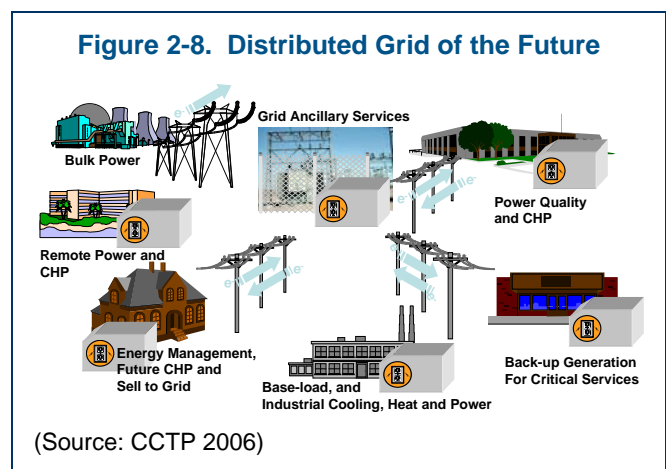 Figure 2-8. Distributed Grid of the Future
e-
Grid Ancillary Services
Bulk Power
e-
e-
Power Quality
and CHP
Remote Power and
CHP
e-
e-
e-
e-
Energy Management,
Future CHP and
Sell to Grid
Base-load, and
Industrial Cooling, Heat and Power
Back-up Generation
For Critical Services
(Source: CCTP 2006)